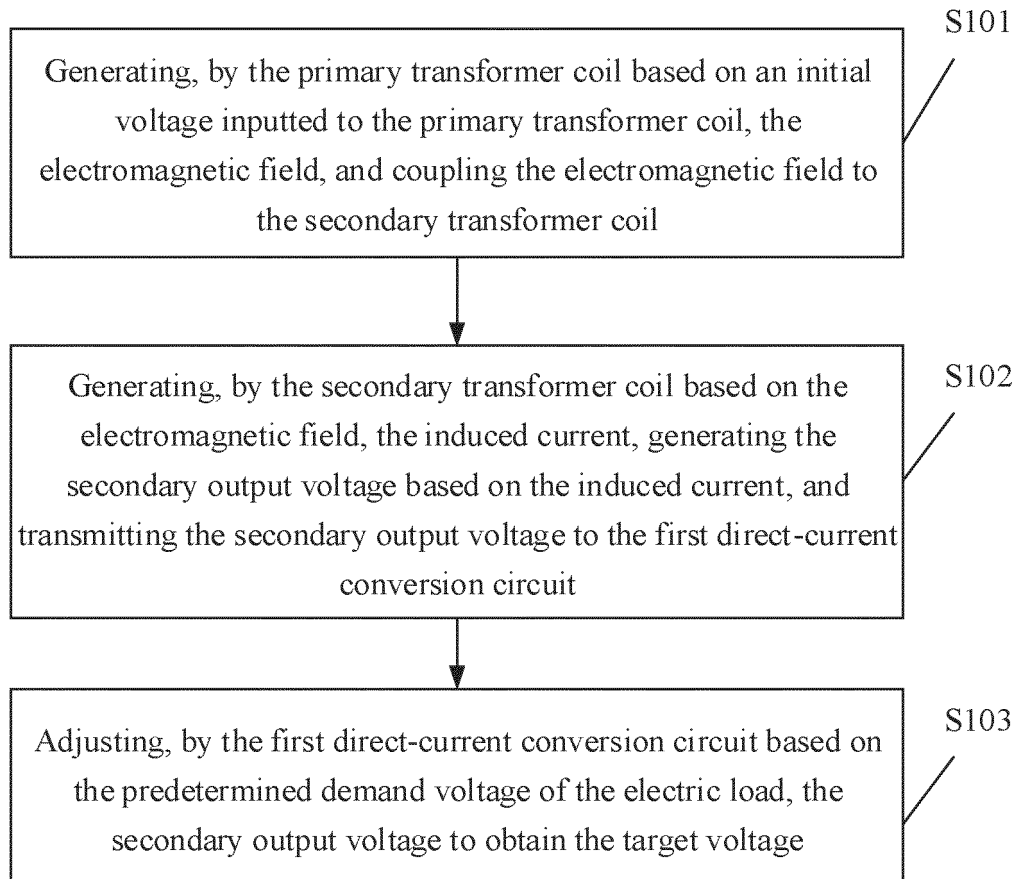 S101
Generating, by the primary transformer coil based on an initial
voltage inputted to the primary transformer coil, the
electromagnetic field, and coupling the electromagnetic field to
the secondary transformer coil
S102
Generating, by the secondary transformer coil based on the
electromagnetic field, the induced current, generating the
secondary output voltage based on the induced current, and
transmitting the secondary output voltage to the first direct-current
conversion circuit
S103
Adjusting, by the first direct-current conversion circuit based on
the predetermined demand voltage of the electric load, the
secondary output voltage to obtain the target voltage